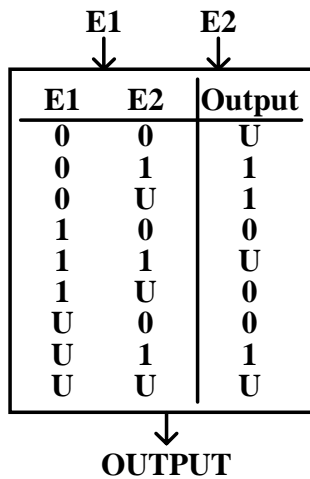 E1 E2
E1 E2 Output
0 0 U
0 1 1
0 U 1
1 0 0
1 1 U
1 U 0
U 0 0
U 1 1
U U U
OUTPUT